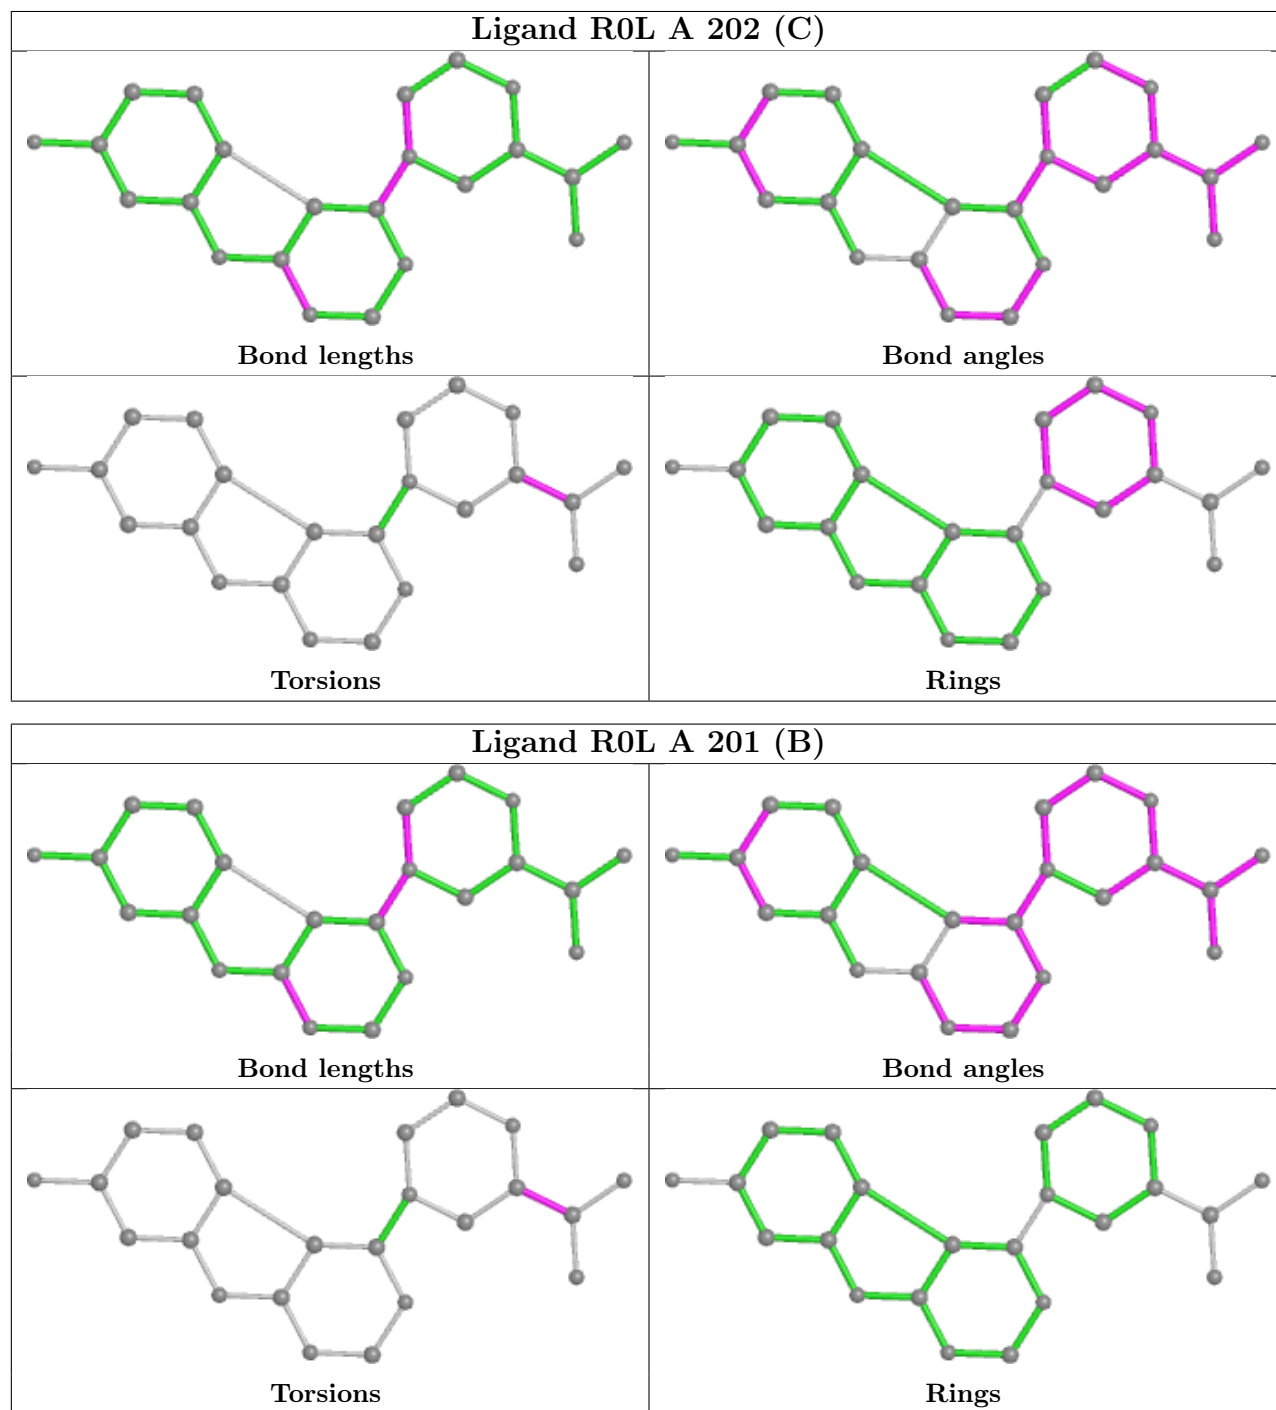 Ligand R0L A 202 (C)
Bond lengths
Bond angles
Torsions
Rings
Ligand R0L A 201 (B)
Bond lengths
Bond angles
Torsions
Rings